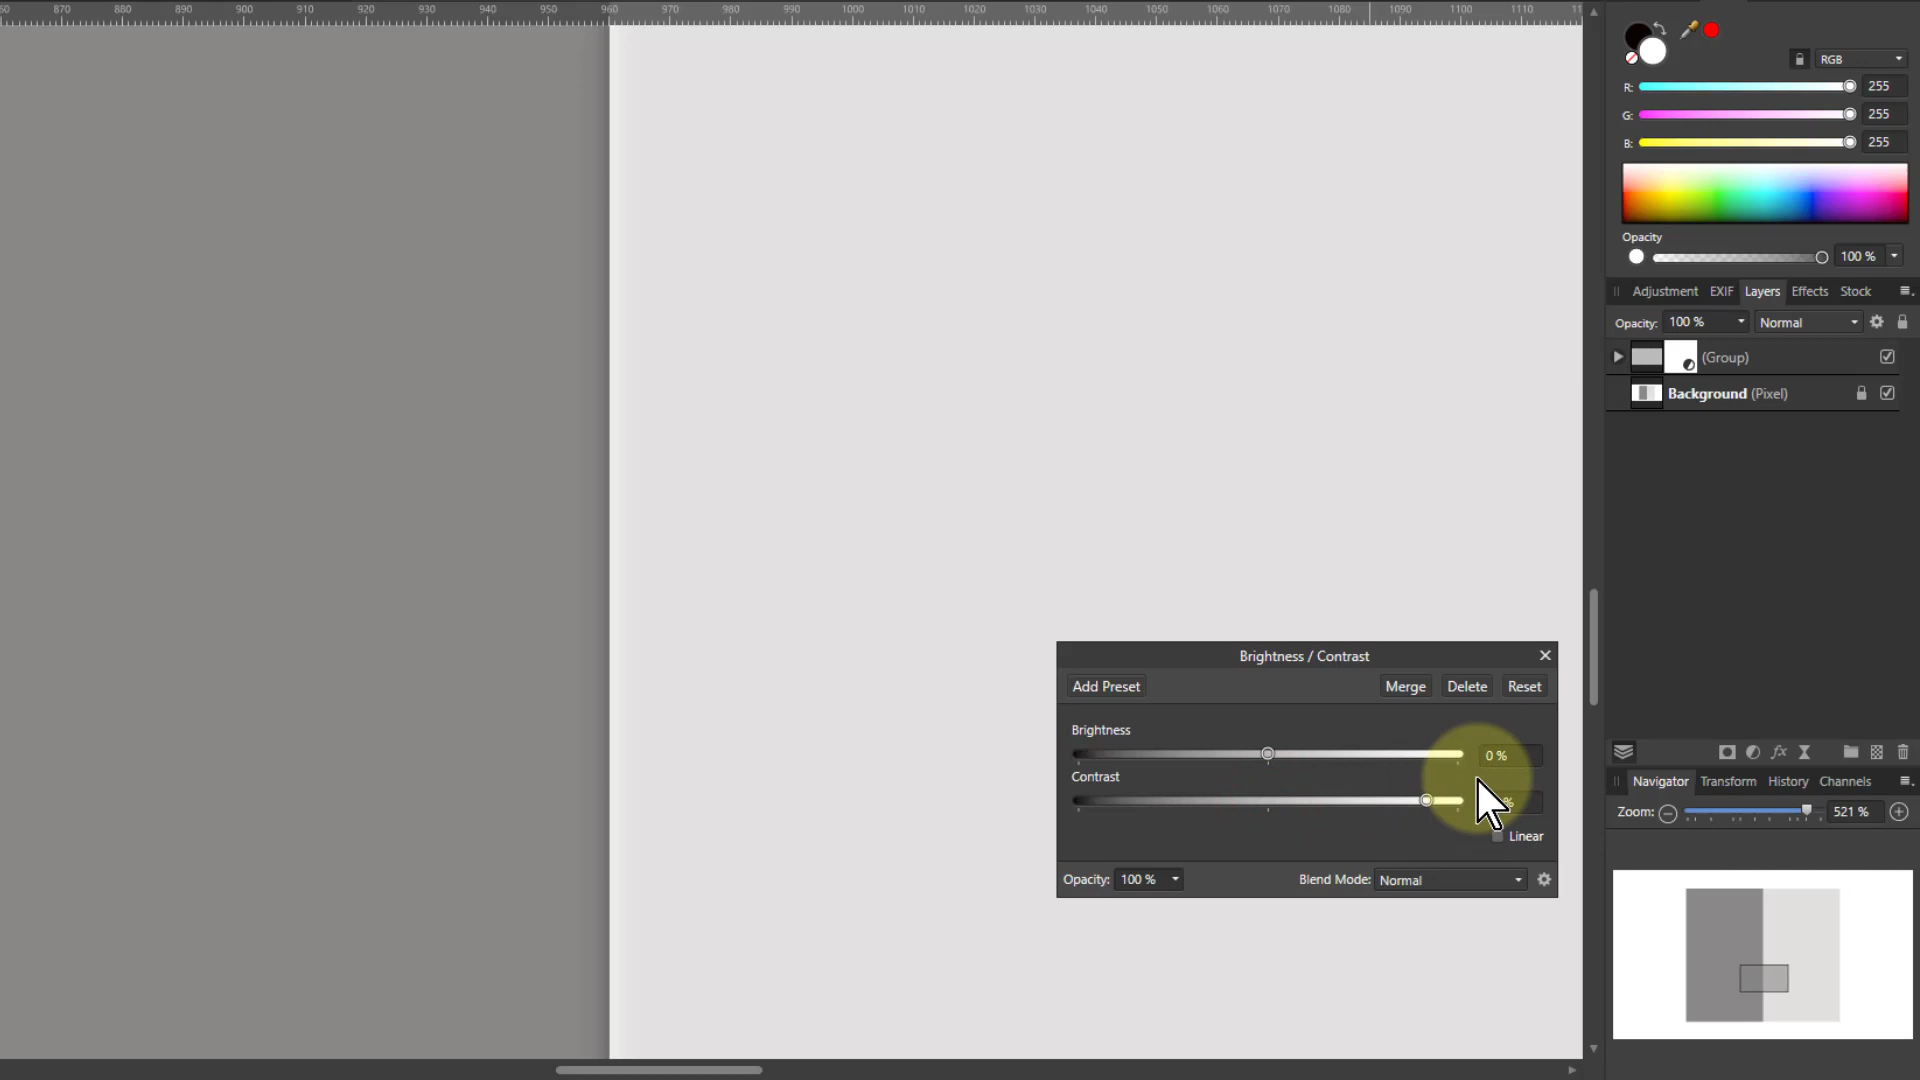 60 870 880 890 900 910 920 930 940 950 960 970 980 990 1000 1010 1020 1030 1040 1050 1060 1070 1080 1090 1100 1110 11
RGB
R: 255
G: 255
B: 255
Opacity
100 %
Adjustment EXIF Layers Effects Stock
Opacity: 100 % Normal
(Group)
Background (Pixel)
Brightness / Contrast
Add Preset Merge Delete Reset
Brightness
0 %
Contrast
%
Linear
Opacity: 100 % Blend Mode: Normal
fx
Navigator Transform History Channels
Zoom: 521 %